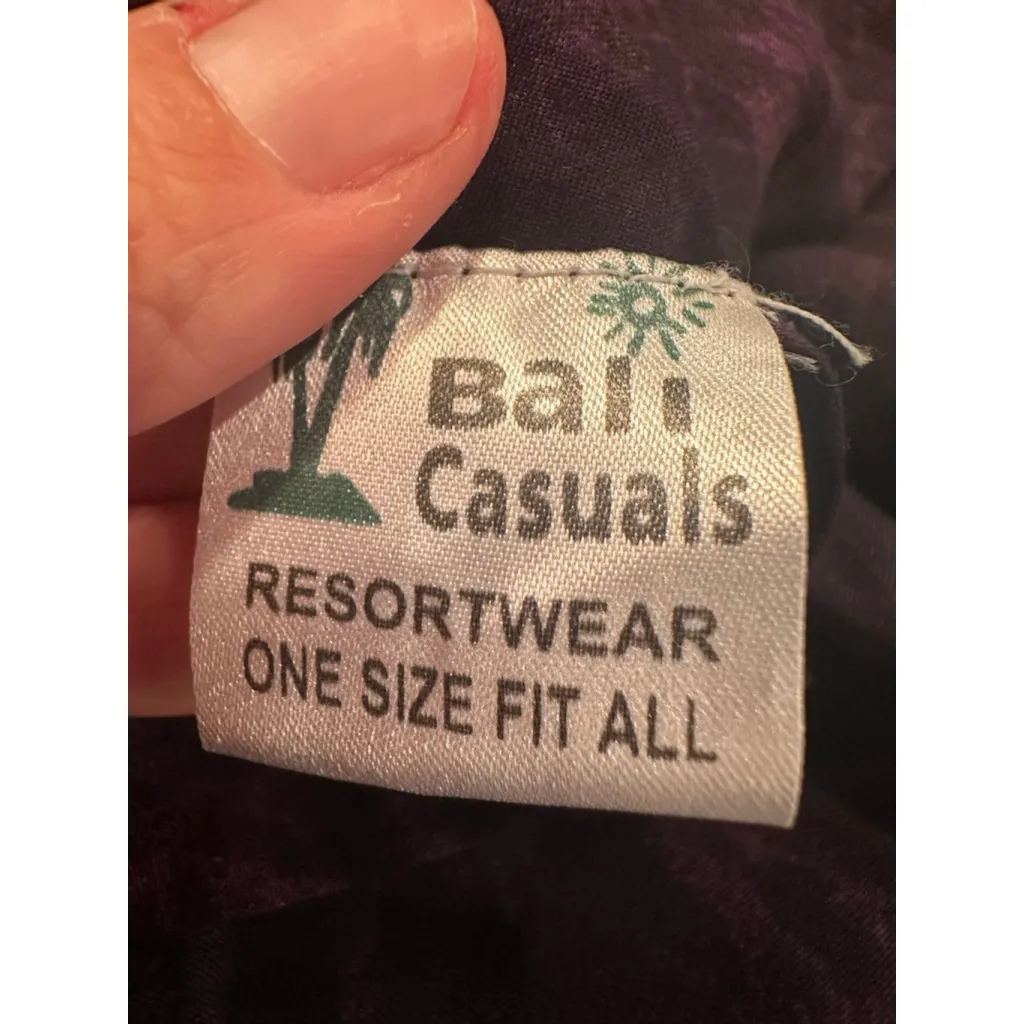 Bali
Casuals
RESORTWEAR
ONE SIZE FIT ALL